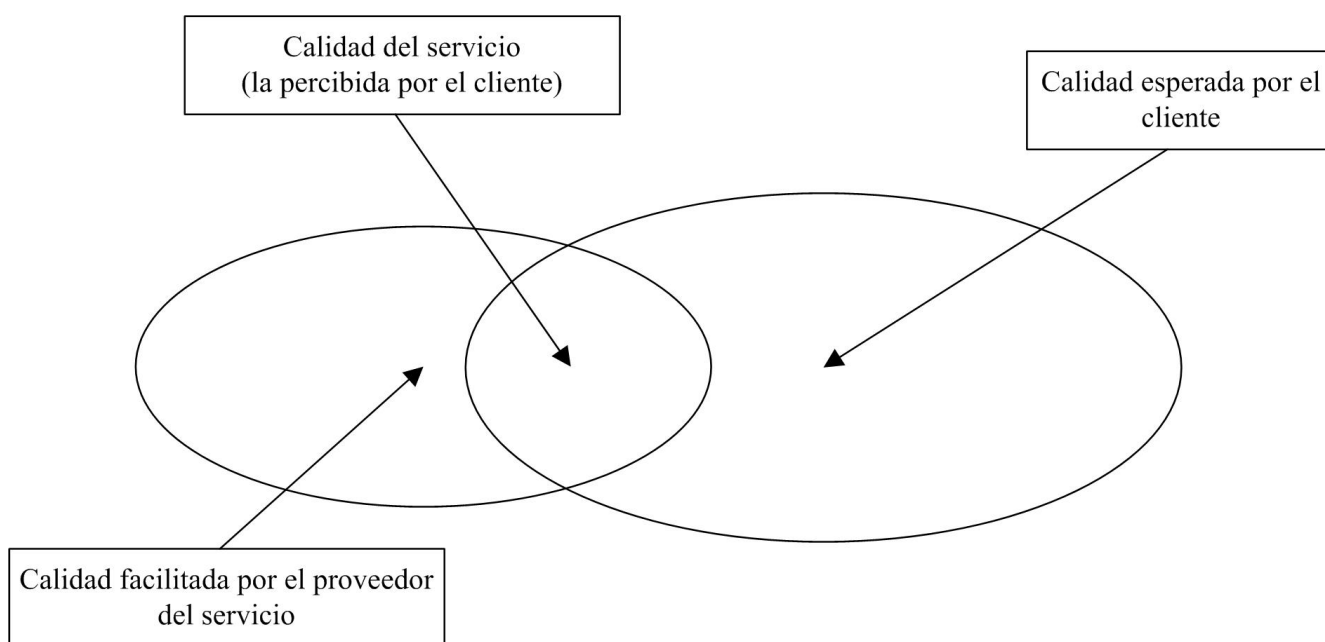 Calidad del servicio
(la percibida por el cliente)
Calidad esperada por el
cliente
Calidad facilitada por el proveedor
del servicio